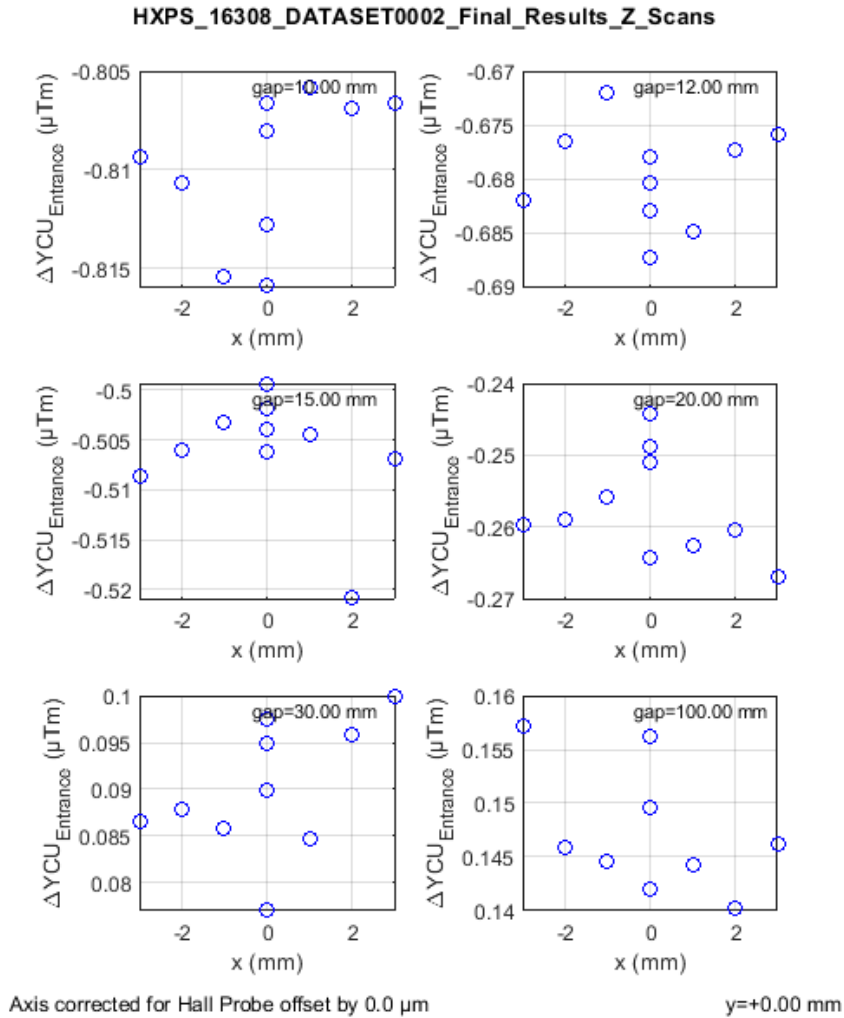 HXPS_16308_DATASET0002_Final_Results_Z_Scans
-0.805
-0.81
-0.815
ΔYCU_Entrance (µTm)
gap=10.00 mm
-2 0 2
x (mm)
-0.67
-0.675
-0.68
-0.685
-0.69
ΔYCU_Entrance (µTm)
gap=12.00 mm
-2 0 2
x (mm)
-0.5
-0.505
-0.51
-0.515
-0.52
ΔYCU_Entrance (µTm)
gap=15.00 mm
-2 0 2
x (mm)
-0.24
-0.25
-0.26
-0.27
ΔYCU_Entrance (µTm)
gap=20.00 mm
-2 0 2
x (mm)
0.1
0.095
0.09
0.085
0.08
ΔYCU_Entrance (µTm)
gap=30.00 mm
-2 0 2
x (mm)
0.16
0.155
0.15
0.145
0.14
ΔYCU_Entrance (µTm)
gap=100.00 mm
-2 0 2
x (mm)
Axis corrected for Hall Probe offset by 0.0 µm
y=+0.00 mm